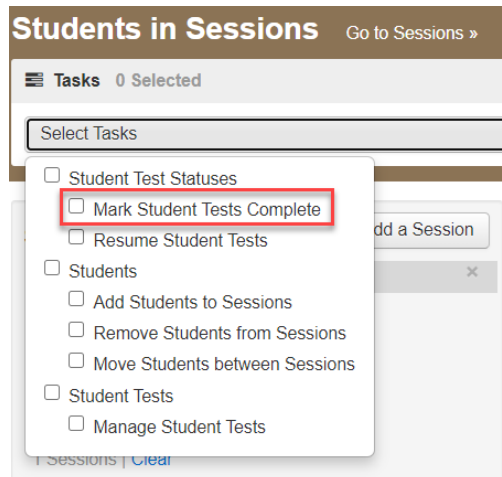 Students in Sessions Go to Sessions »
Tasks 0 Selected
Select Tasks
Student Test Statuses
Mark Student Tests Complete
Resume Student Tests
Students
Add Students to Sessions
Remove Students from Sessions
Move Students between Sessions
Student Tests
Manage Student Tests
dd a Session
×
1 Sessions | Clear